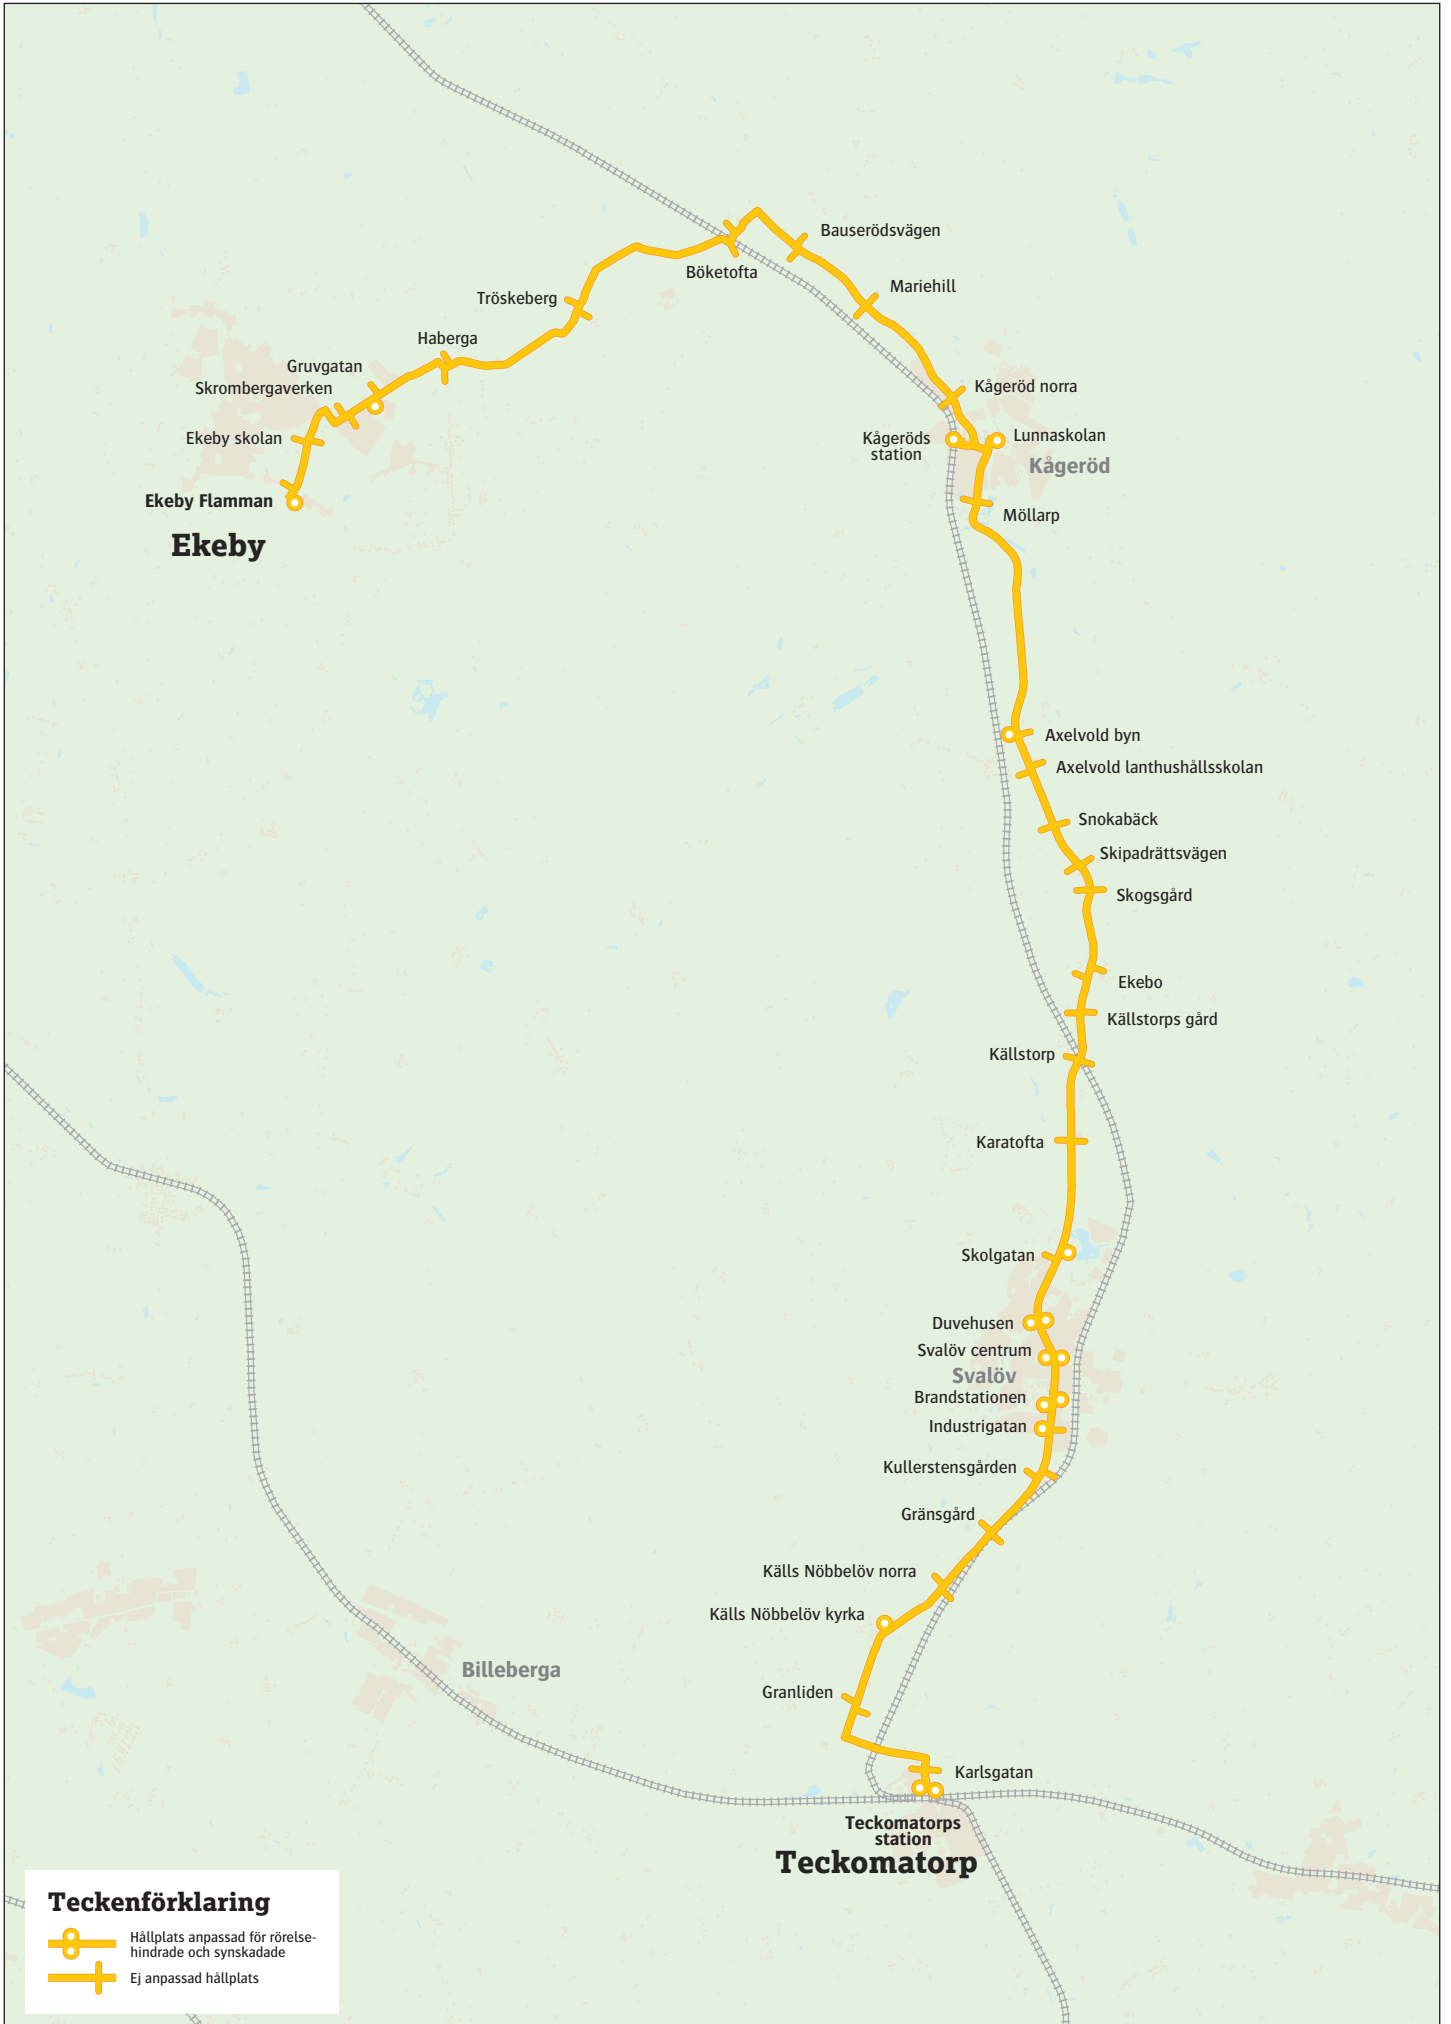 Bauserödsvägen
Böketofta
Mariehill
Tröskeberg
Haberga
Gruvgatan
Skrombergaverken
Ekeby skolan
Ekeby Flamman
Ekeby
Kågeröd norra
Kågeröds
station
Lunnaskolan
Kågeröd
Möllarp
Axelvold byn
Axelvold lanthushållsskolan
Snokabäck
Skipadrättsvägen
Skogsgård
Ekebo
Källstorps gård
Källstorp
Karatofta
Skolgatan
Duvehusen
Svalöv centrum
Svalöv
Brandstationen
Industrigatan
Kullerstensgården
Gränsgård
Källs Nöbbelöv norra
Källs Nöbbelöv kyrka
Billeberga
Granliden
Karlsgatan
Teckomatorps
station
Teckomatorp
Teckenförklaring
Hållplats anpassad för rörelse-
hindrade och synskadade
Ej anpassad hållplats